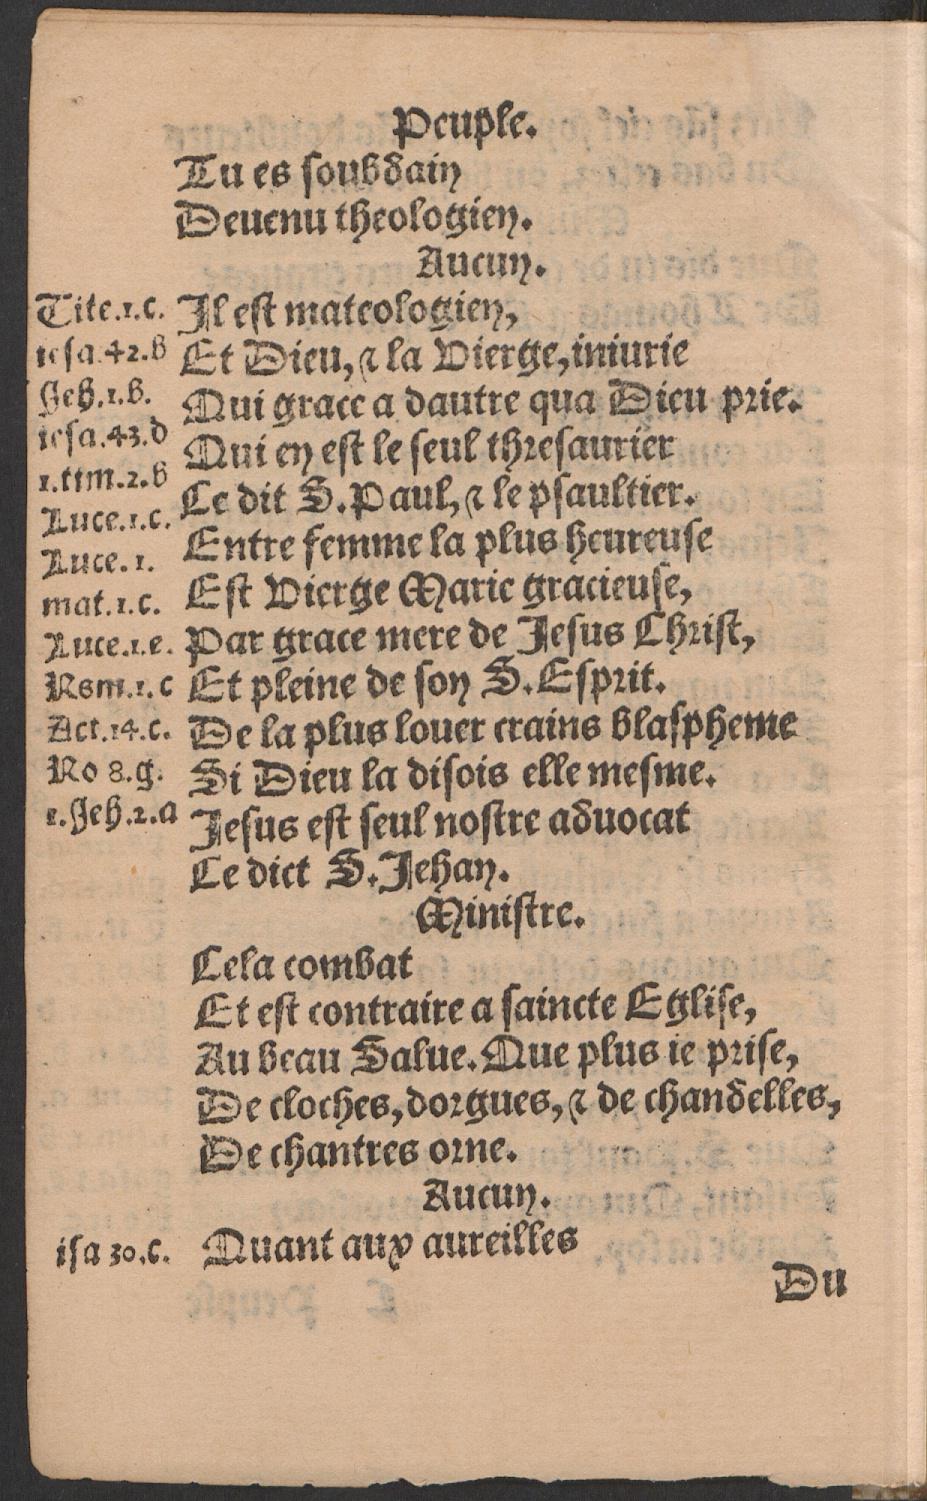 Peuple.
Tu es soubdain
Deuenu theologien.
Aucun.
Tite.1.c. Il est mateologien,
iesa.42.b Et Dieu, & la Vierge, iniurie
Jeh.1.b. Qui grace a dautre qua Dieu prie.
iesa.43.d Qui en est le seul thresaurier
1.tim.2.b Ce dit S. Paul, & le psaultier.
Luce.1.c. Entre femme la plus heureuse
Luce.1. Est Vierge Marie gracieuse,
mat.1.c. Par grace mere de Jesus Christ,
Luce.1.e. Et pleine de son S. Esprit.
Rom.1.c De la plus louer crains blaspheme
Act.14.c. Si Dieu la disois elle mesme.
Ro 8.g. Jesus est seul nostre aduocat
1.Jeh.2.a Ce dict S. Jehan.
Ministre.
Cela combat
Et est contraire a saincte Eglise,
Au beau Salue. Que plus ie prise,
De cloches, dorgues, & de chandelles,
De chantres orne.
Aucun.
isa 30.c. Quant aux aureilles
Du